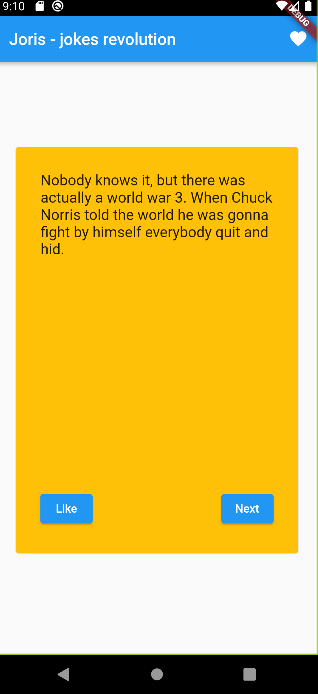 9:10
DEBUG
Joris - jokes revolution
Nobody knows it, but there was
actually a world war 3. When Chuck
Norris told the world he was gonna
fight by himself everybody quit and
hid.
Like
Next